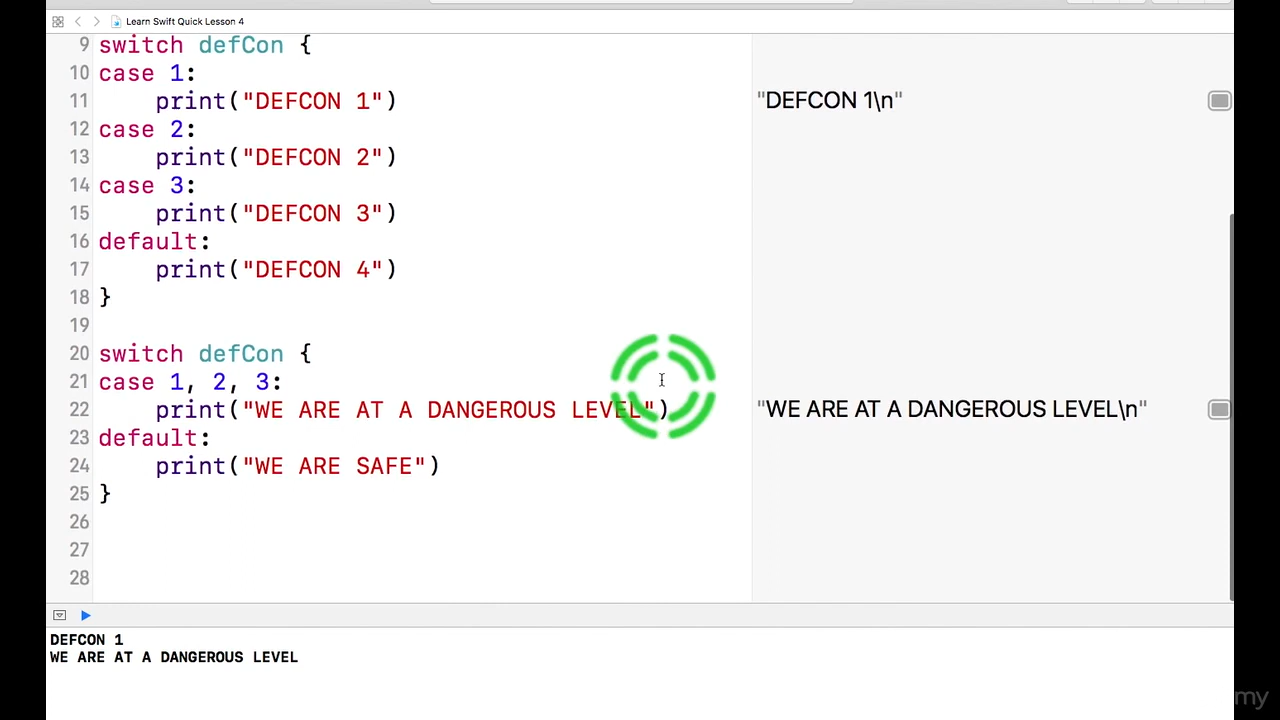 Learn Swift Quick Lesson 4
9 switch defCon {
10 case 1:
11 print("DEFCON 1") "DEFCON 1\n"
12 case 2:
13 print("DEFCON 2")
14 case 3:
15 print("DEFCON 3")
16 default:
17 print("DEFCON 4")
18 }
19
20 switch defCon {
21 case 1, 2, 3:
22 print("WE ARE AT A DANGEROUS LEVEL") "WE ARE AT A DANGEROUS LEVEL\n"
23 default:
24 print("WE ARE SAFE")
25 }
26
27
28
DEFCON 1
WE ARE AT A DANGEROUS LEVEL
my